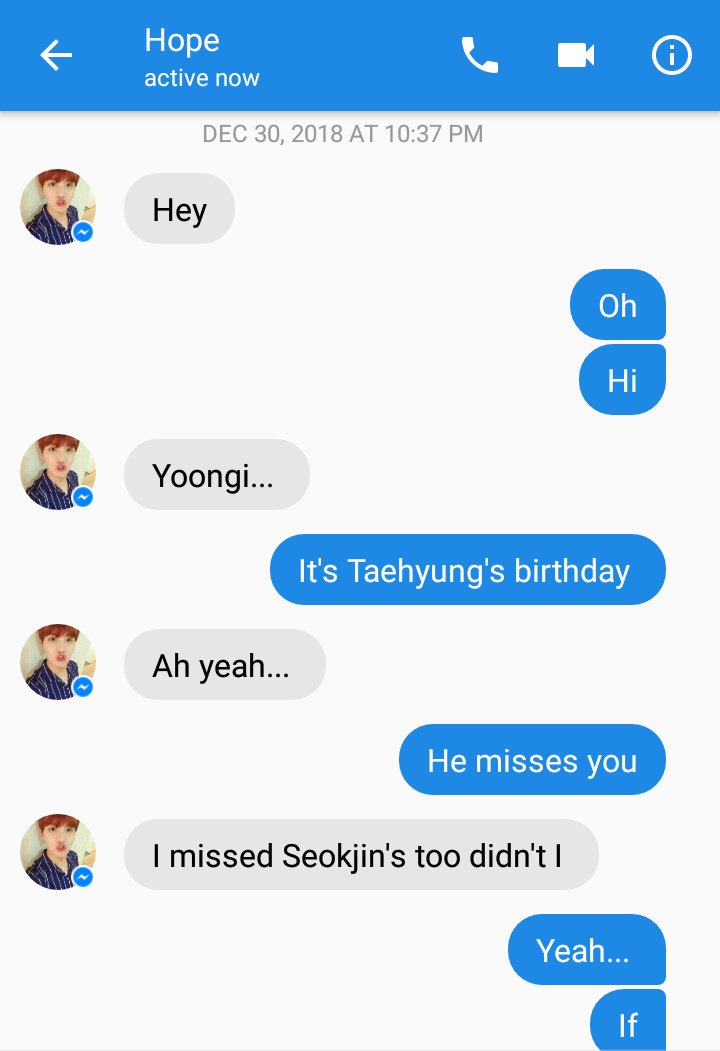 Hope
active now
DEC 30, 2018 AT 10:37 PM
Hey
Oh
Hi
Yoongi...
It's Taehyung's birthday
Ah yeah...
He misses you
I missed Seokjin's too didn't I
Yeah...
If